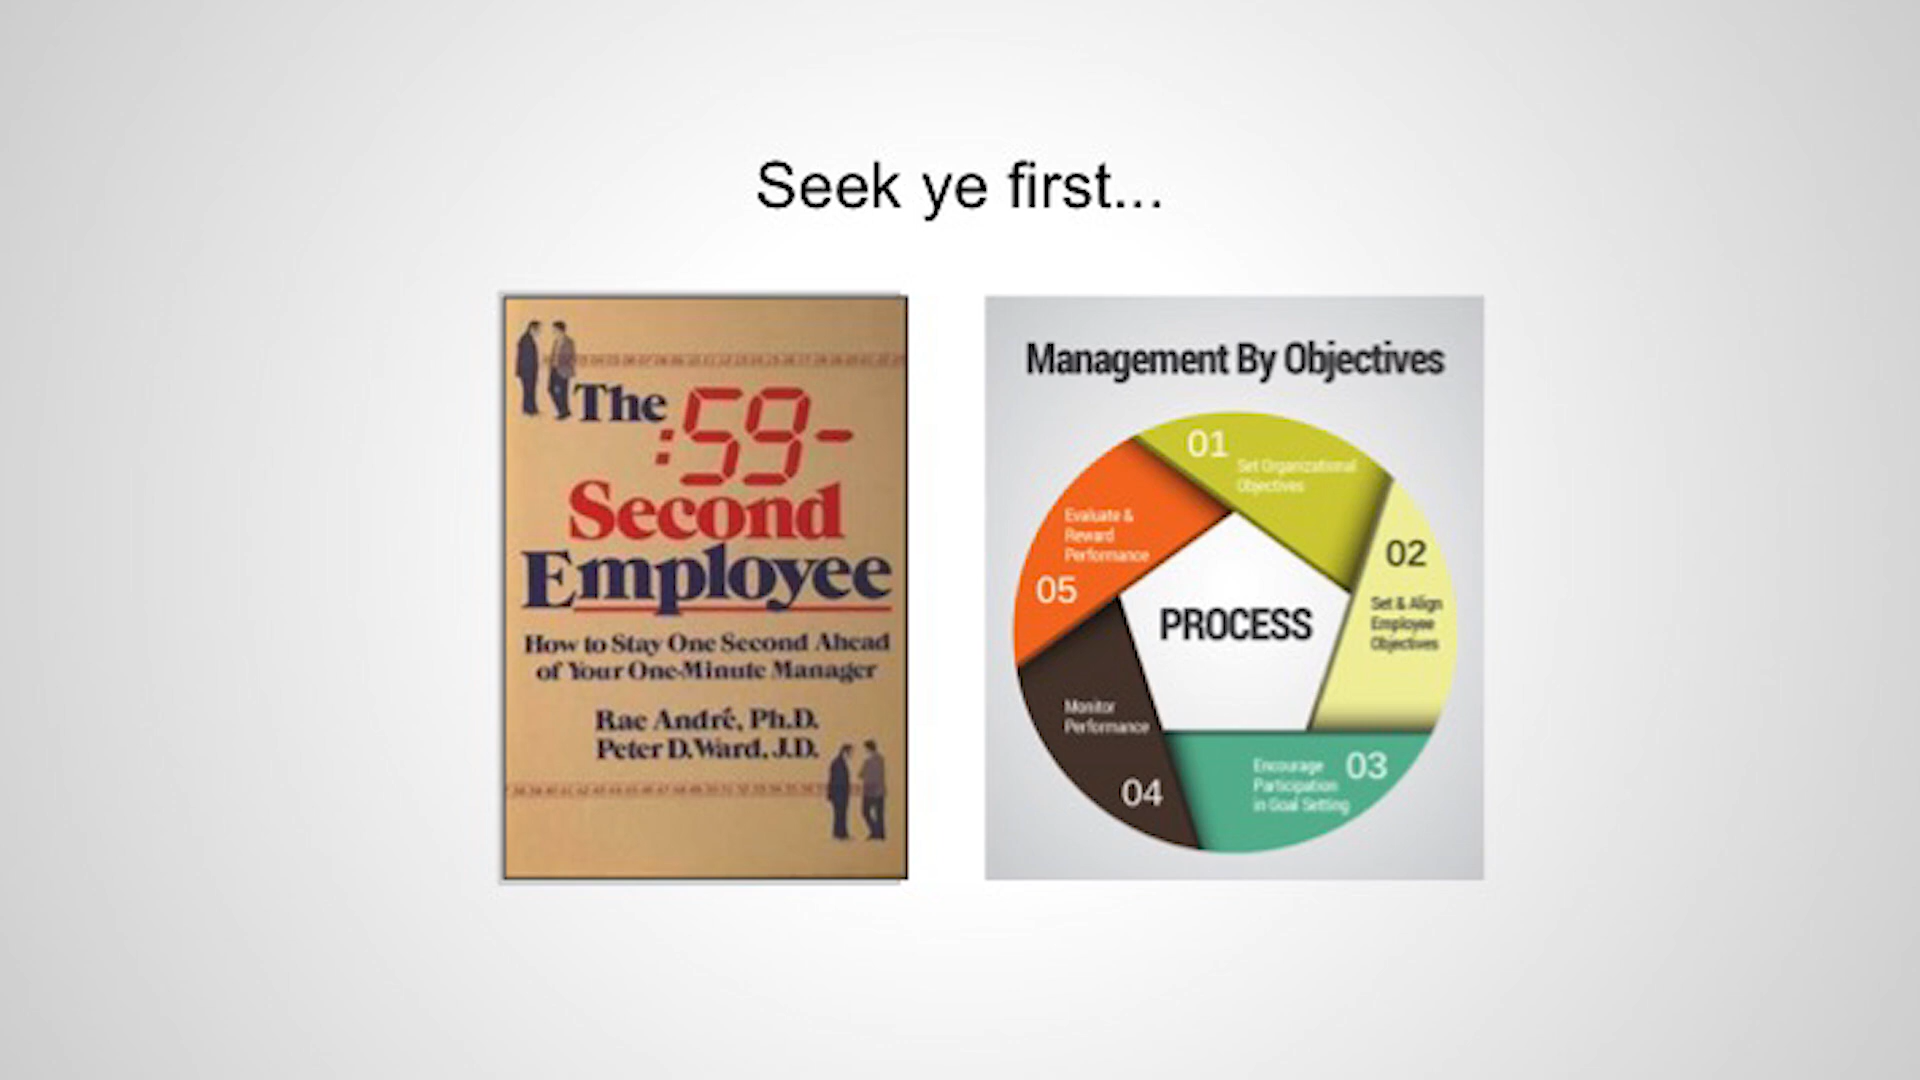 Seek ye first...
The :59-
Second
Employee
How to Stay One Second Ahead
of Your One-Minute Manager
Rae André, Ph.D.
Peter D. Ward, J.D.
Management By Objectives
01
Set Organizational
Objectives
02
Set & Align
Employee
Objectives
Encourage 03
Participation
in Goal Setting
Monitor
Performance
04
Evaluate &
Reward
Performance
05
PROCESS